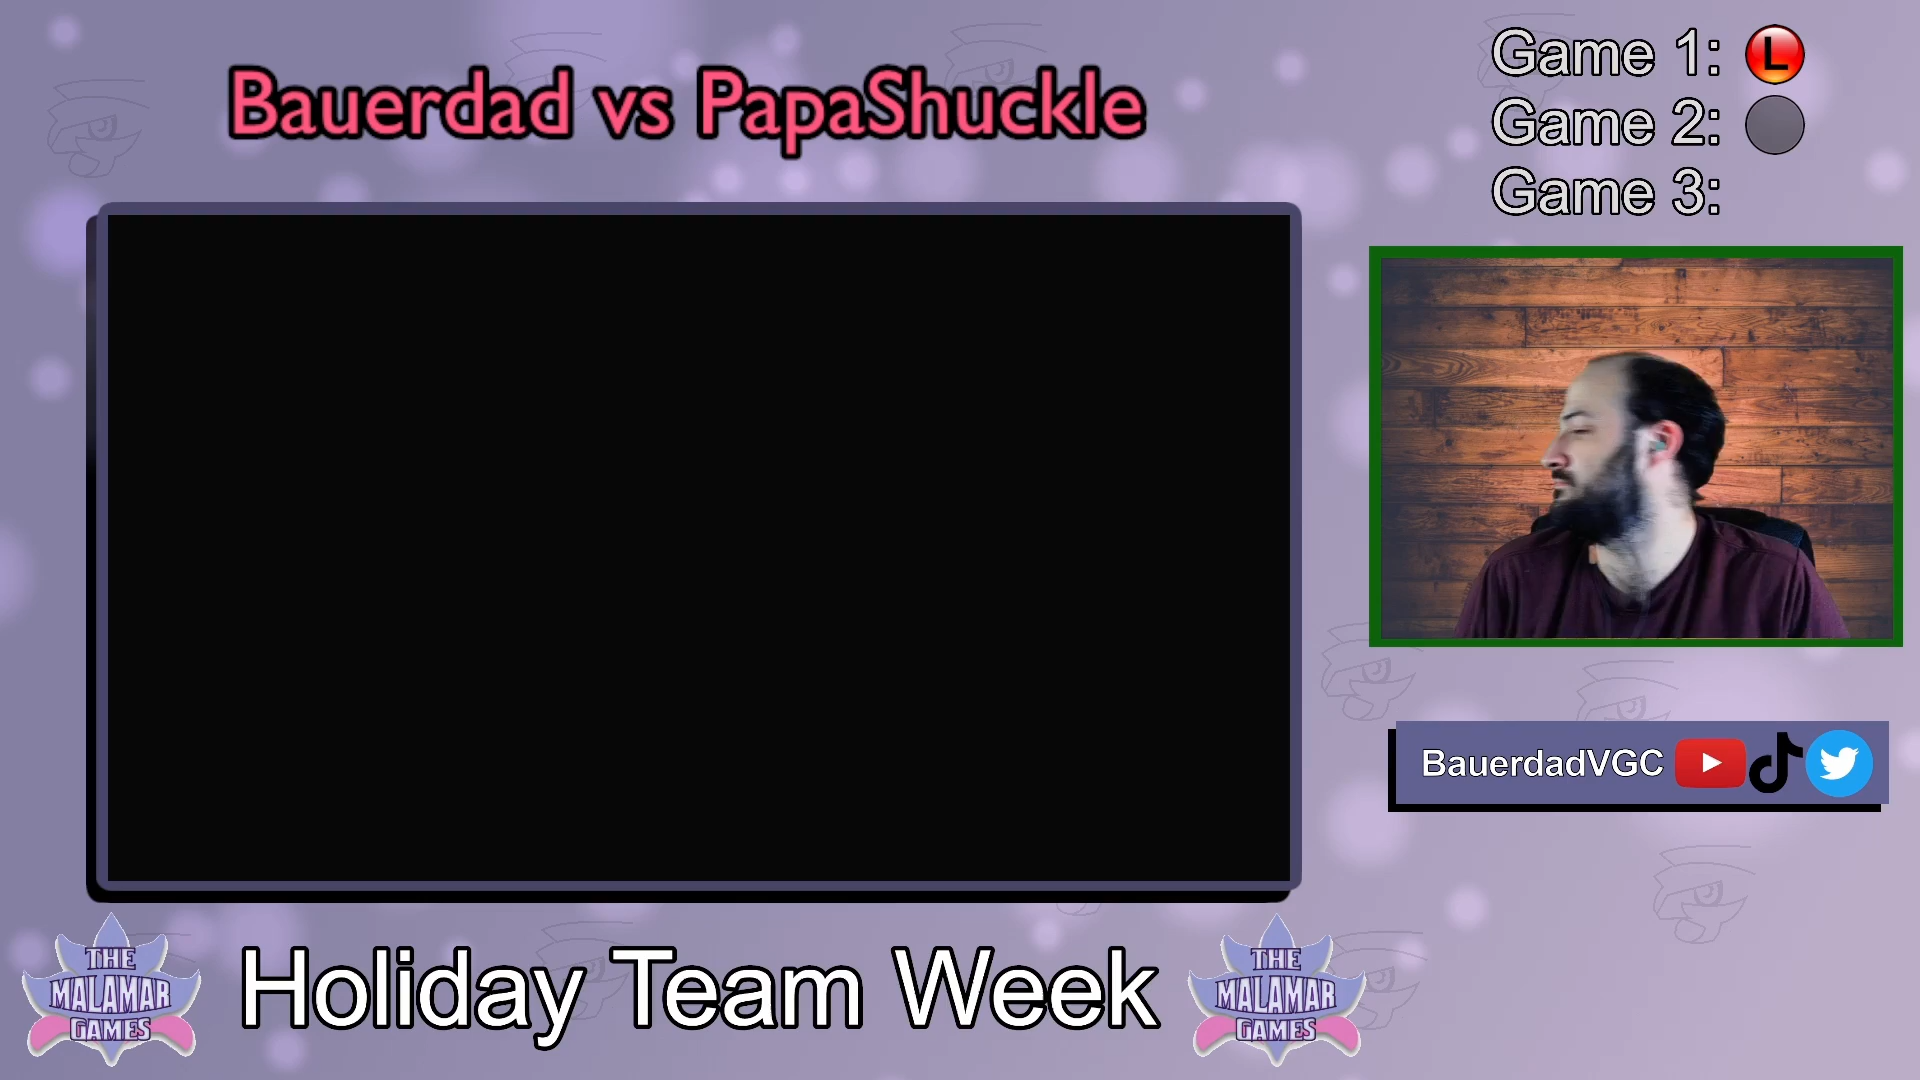 Bauerdad vs PapaShuckle
Game 1: L
Game 2:
Game 3:
BauerdadVGC
THE
MALAMAR
GAMES
Holiday Team Week
THE
MALAMAR
GAMES